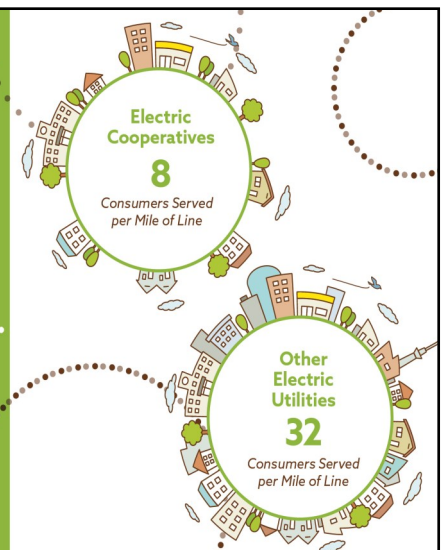 Electric
Cooperatives
8
Consumers Served
per Mile of Line
Other
Electric
Utilities
32
Consumers Served
per Mile of Line